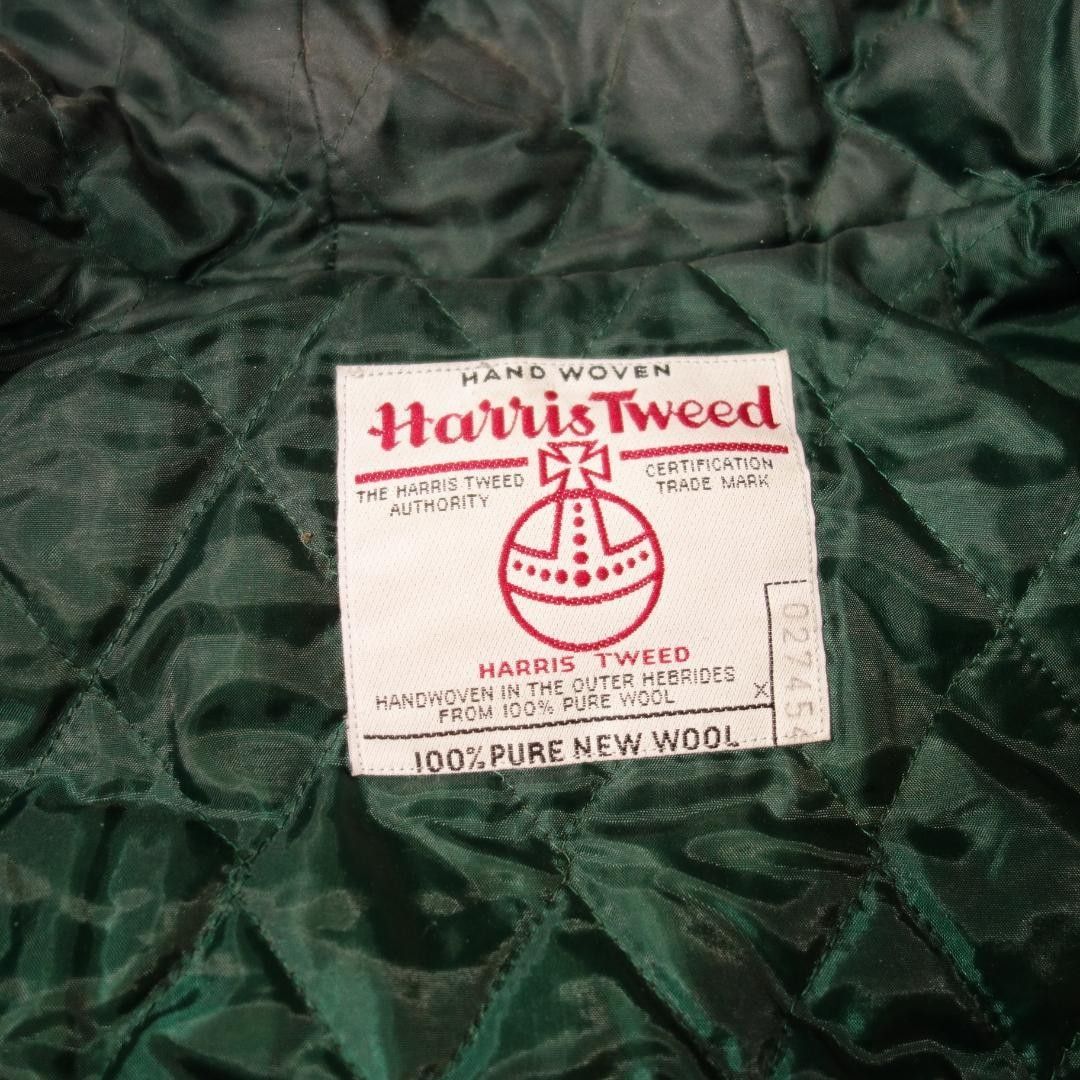 HAND WOVEN
Harris Tweed
THE HARRIS TWEED
AUTHORITY
CERTIFICATION
TRADE MARK
HARRIS TWEED
HANDWOVEN IN THE OUTER HEBRIDES
FROM 100% PURE WOOL
X
100% PURE NEW WOOL
027454